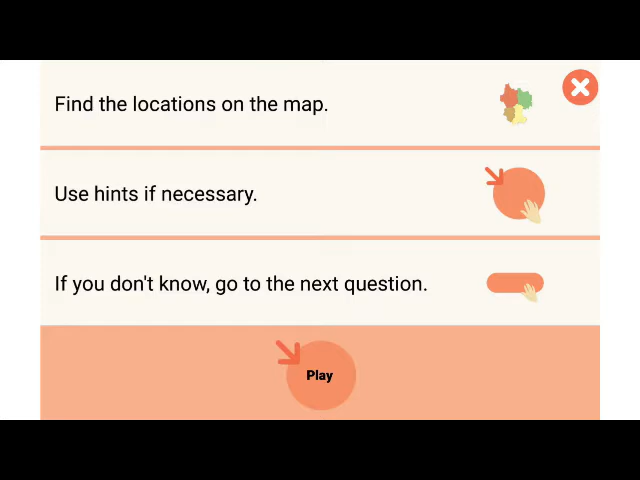 Find the locations on the map.
Use hints if necessary.
If you don't know, go to the next question.
Play